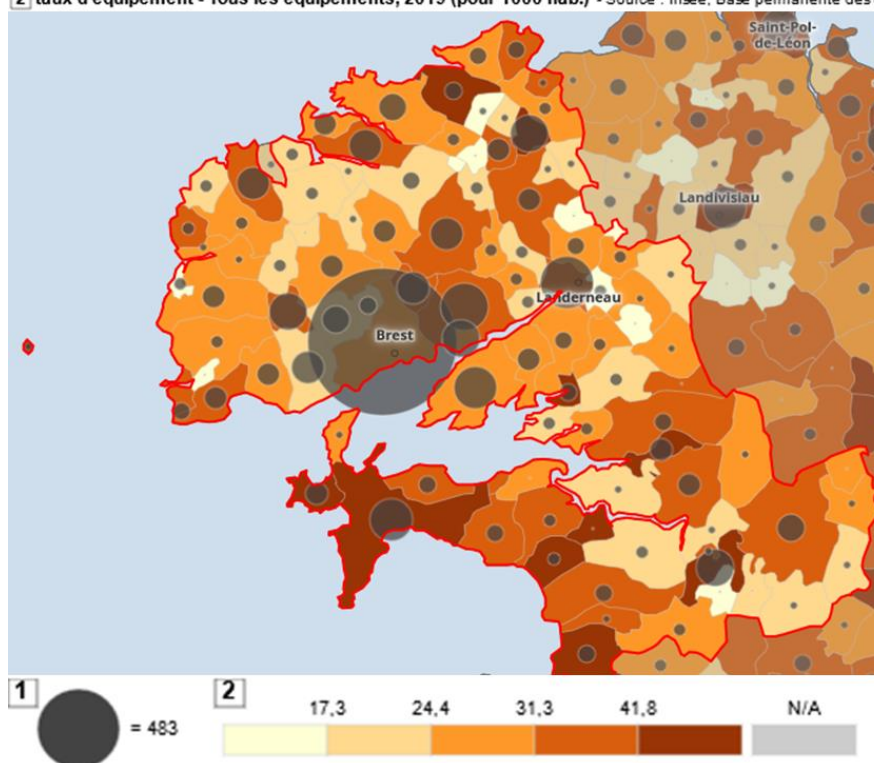 2 taux d'équipement - Tous les équipements, 2019 (pour 1000 hab.) - Source : Insee, Base permanente des
Saint-Pol-
de-Léon
Landivisiau
Landerneau
Brest
1
= 483
2
17,3 24,4 31,3 41,8 N/A